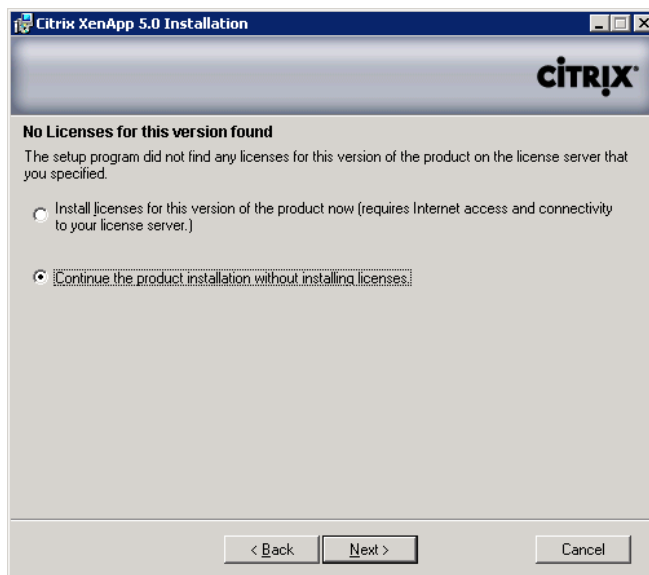 Citrix XenApp 5.0 Installation
CITRIX
No Licenses for this version found
The setup program did not find any licenses for this version of the product on the license server that
you specified.
Install licenses for this version of the product now (requires Internet access and connectivity
to your license server.)
Continue the product installation without installing licenses.
< Back Next > Cancel